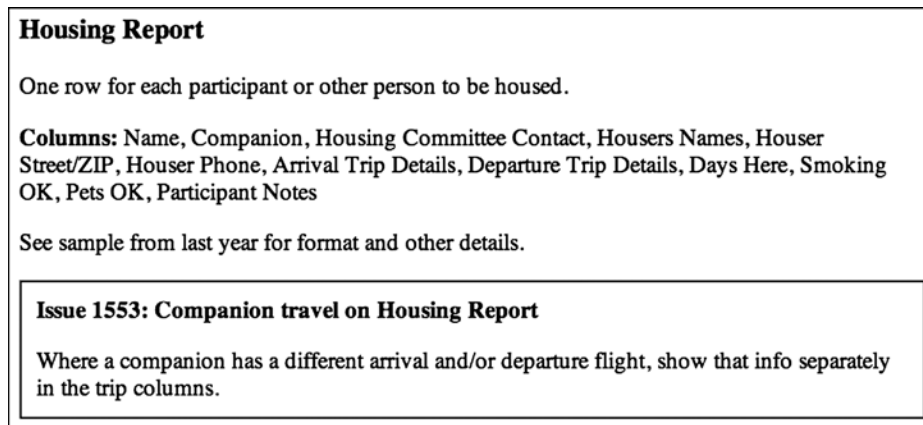 Housing Report
One row for each participant or other person to be housed.
Columns: Name, Companion, Housing Committee Contact, Housers Names, Houser
Street/ZIP, Houser Phone, Arrival Trip Details, Departure Trip Details, Days Here, Smoking
OK, Pets OK, Participant Notes
See sample from last year for format and other details.
Issue 1553: Companion travel on Housing Report
Where a companion has a different arrival and/or departure flight, show that info separately
in the trip columns.